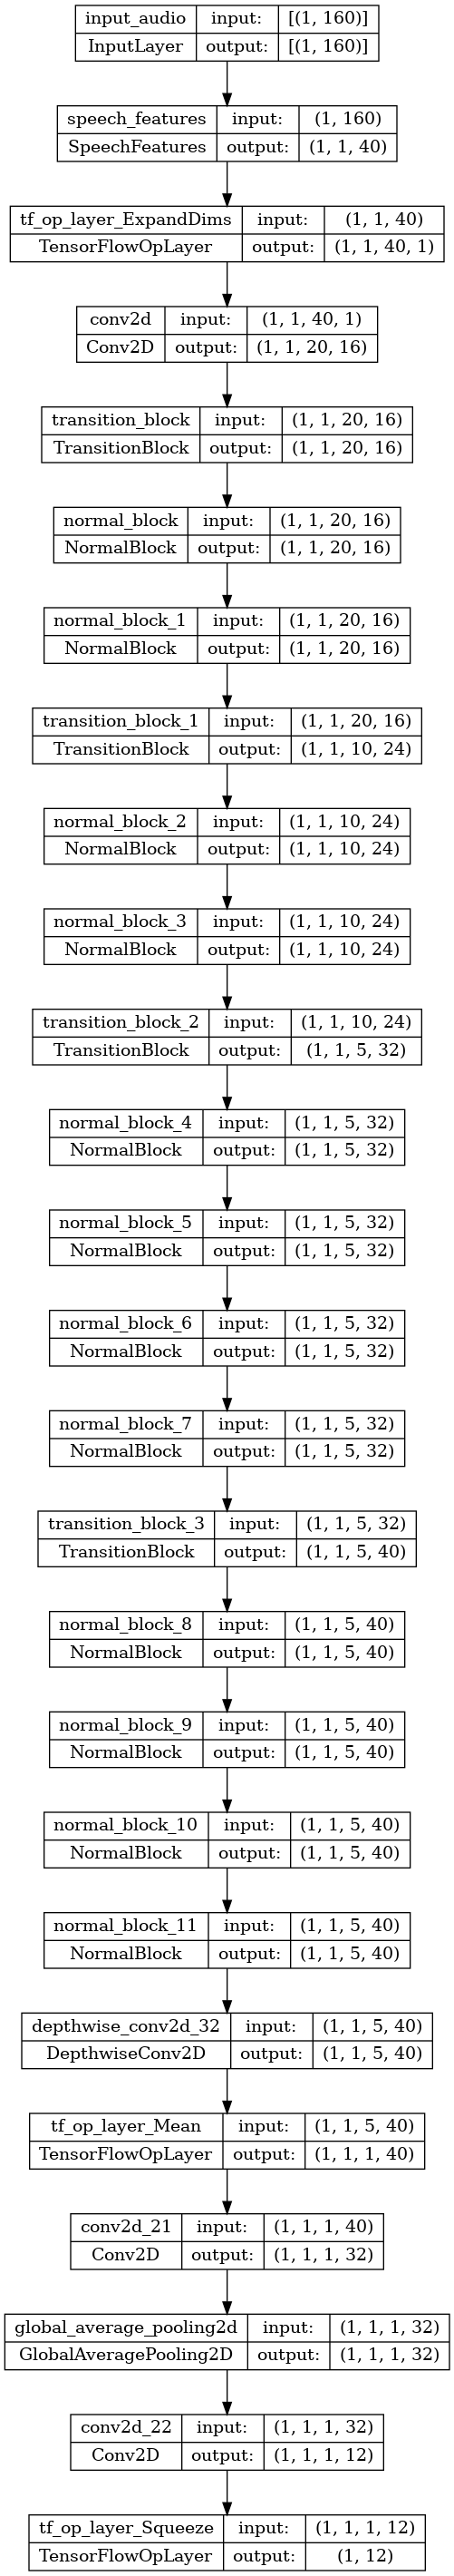 input_audio input: [(1, 160)]
InputLayer output: [(1, 160)]
speech_features input: (1, 160)
SpeechFeatures output: (1, 1, 40)
tf_op_layer_ExpandDims input: (1, 1, 40)
TensorFlowOpLayer output: (1, 1, 40, 1)
conv2d input: (1, 1, 40, 1)
Conv2D output: (1, 1, 20, 16)
transition_block input: (1, 1, 20, 16)
TransitionBlock output: (1, 1, 20, 16)
normal_block input: (1, 1, 20, 16)
NormalBlock output: (1, 1, 20, 16)
normal_block_1 input: (1, 1, 20, 16)
NormalBlock output: (1, 1, 20, 16)
transition_block_1 input: (1, 1, 20, 16)
TransitionBlock output: (1, 1, 10, 24)
normal_block_2 input: (1, 1, 10, 24)
NormalBlock output: (1, 1, 10, 24)
normal_block_3 input: (1, 1, 10, 24)
NormalBlock output: (1, 1, 10, 24)
transition_block_2 input: (1, 1, 10, 24)
TransitionBlock output: (1, 1, 5, 32)
normal_block_4 input: (1, 1, 5, 32)
NormalBlock output: (1, 1, 5, 32)
normal_block_5 input: (1, 1, 5, 32)
NormalBlock output: (1, 1, 5, 32)
normal_block_6 input: (1, 1, 5, 32)
NormalBlock output: (1, 1, 5, 32)
normal_block_7 input: (1, 1, 5, 32)
NormalBlock output: (1, 1, 5, 32)
transition_block_3 input: (1, 1, 5, 32)
TransitionBlock output: (1, 1, 5, 40)
normal_block_8 input: (1, 1, 5, 40)
NormalBlock output: (1, 1, 5, 40)
normal_block_9 input: (1, 1, 5, 40)
NormalBlock output: (1, 1, 5, 40)
normal_block_10 input: (1, 1, 5, 40)
NormalBlock output: (1, 1, 5, 40)
normal_block_11 input: (1, 1, 5, 40)
NormalBlock output: (1, 1, 5, 40)
depthwise_conv2d_32 input: (1, 1, 5, 40)
DepthwiseConv2D output: (1, 1, 5, 40)
tf_op_layer_Mean input: (1, 1, 5, 40)
TensorFlowOpLayer output: (1, 1, 1, 40)
conv2d_21 input: (1, 1, 1, 40)
Conv2D output: (1, 1, 1, 32)
global_average_pooling2d input: (1, 1, 1, 32)
GlobalAveragePooling2D output: (1, 1, 1, 32)
conv2d_22 input: (1, 1, 1, 32)
Conv2D output: (1, 1, 1, 12)
tf_op_layer_Squeeze input: (1, 1, 1, 12)
TensorFlowOpLayer output: (1, 12)